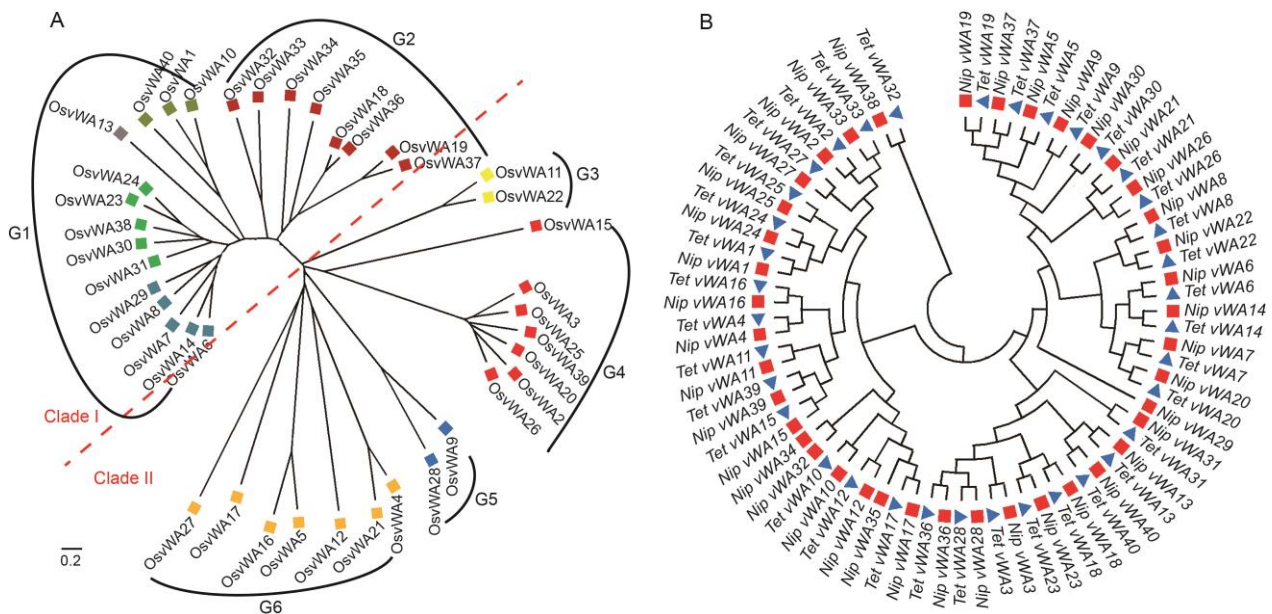 A
G1
G2
G3
G4
G5
G6
OsvWA13
OsvWA40
OsvWA1
OsvWA10
OsvWA32
OsvWA33
OsvWA34
OsvWA35
OsvWA18
OsvWA36
OsvWA19
OsvWA37
OsvWA11
OsvWA22
OsvWA15
OsvWA3
OsvWA25
OsvWA39
OsvWA20
OsvWA2
OsvWA26
OsvWA9
OsvWA28
OsvWA4
OsvWA21
OsvWA12
OsvWA5
OsvWA16
OsvWA17
OsvWA27
OsvWA24
OsvWA23
OsvWA38
OsvWA30
OsvWA31
OsvWA29
OsvWA8
OsvWA7
OsvWA14
OsvWA6
Clade I
Clade II
0.2
B
Nip vWA19
Tet vWA19
Nip vWA37
Tet vWA37
Nip vWA5
Tet vWA5
Nip vWA9
Tet vWA9
Nip vWA30
Tet vWA30
Nip vWA21
Tet vWA21
Nip vWA26
Tet vWA26
Nip vWA8
Tet vWA8
Nip vWA22
Tet vWA22
Nip vWA6
Tet vWA6
Nip vWA14
Tet vWA14
Nip vWA7
Tet vWA7
Nip vWA20
Tet vWA20
Nip vWA29
Nip vWA31
Tet vWA31
Nip vWA13
Tet vWA13
Nip vWA40
Tet vWA40
Nip vWA18
Tet vWA18
Nip vWA23
Tet vWA23
Nip vWA3
Tet vWA3
Nip vWA28
Tet vWA28
Nip vWA36
Tet vWA36
Nip vWA17
Tet vWA17
Nip vWA35
Nip vWA12
Tet vWA12
Nip vWA10
Tet vWA10
Nip vWA32
Nip vWA34
Nip vWA15
Tet vWA15
Nip vWA39
Tet vWA39
Nip vWA11
Tet vWA11
Nip vWA4
Tet vWA4
Nip vWA16
Tet vWA16
Nip vWA1
Tet vWA1
Nip vWA24
Tet vWA24
Nip vWA25
Tet vWA25
Nip vWA27
Tet vWA27
Nip vWA2
Tet vWA2
Nip vWA33
Tet vWA33
Nip vWA38
Tet vWA32